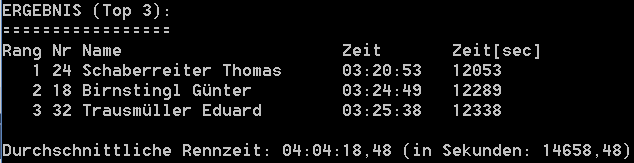 ERGEBNIS (Top 3):
=================
Rang Nr Name Zeit Zeit[sec]
1 24 Schaberreiter Thomas 03:20:53 12053
2 18 Birnstingl Günter 03:24:49 12289
3 32 Trausmüller Eduard 03:25:38 12338
Durchschnittliche Rennzeit: 04:04:18,48 (in Sekunden: 14658,48)